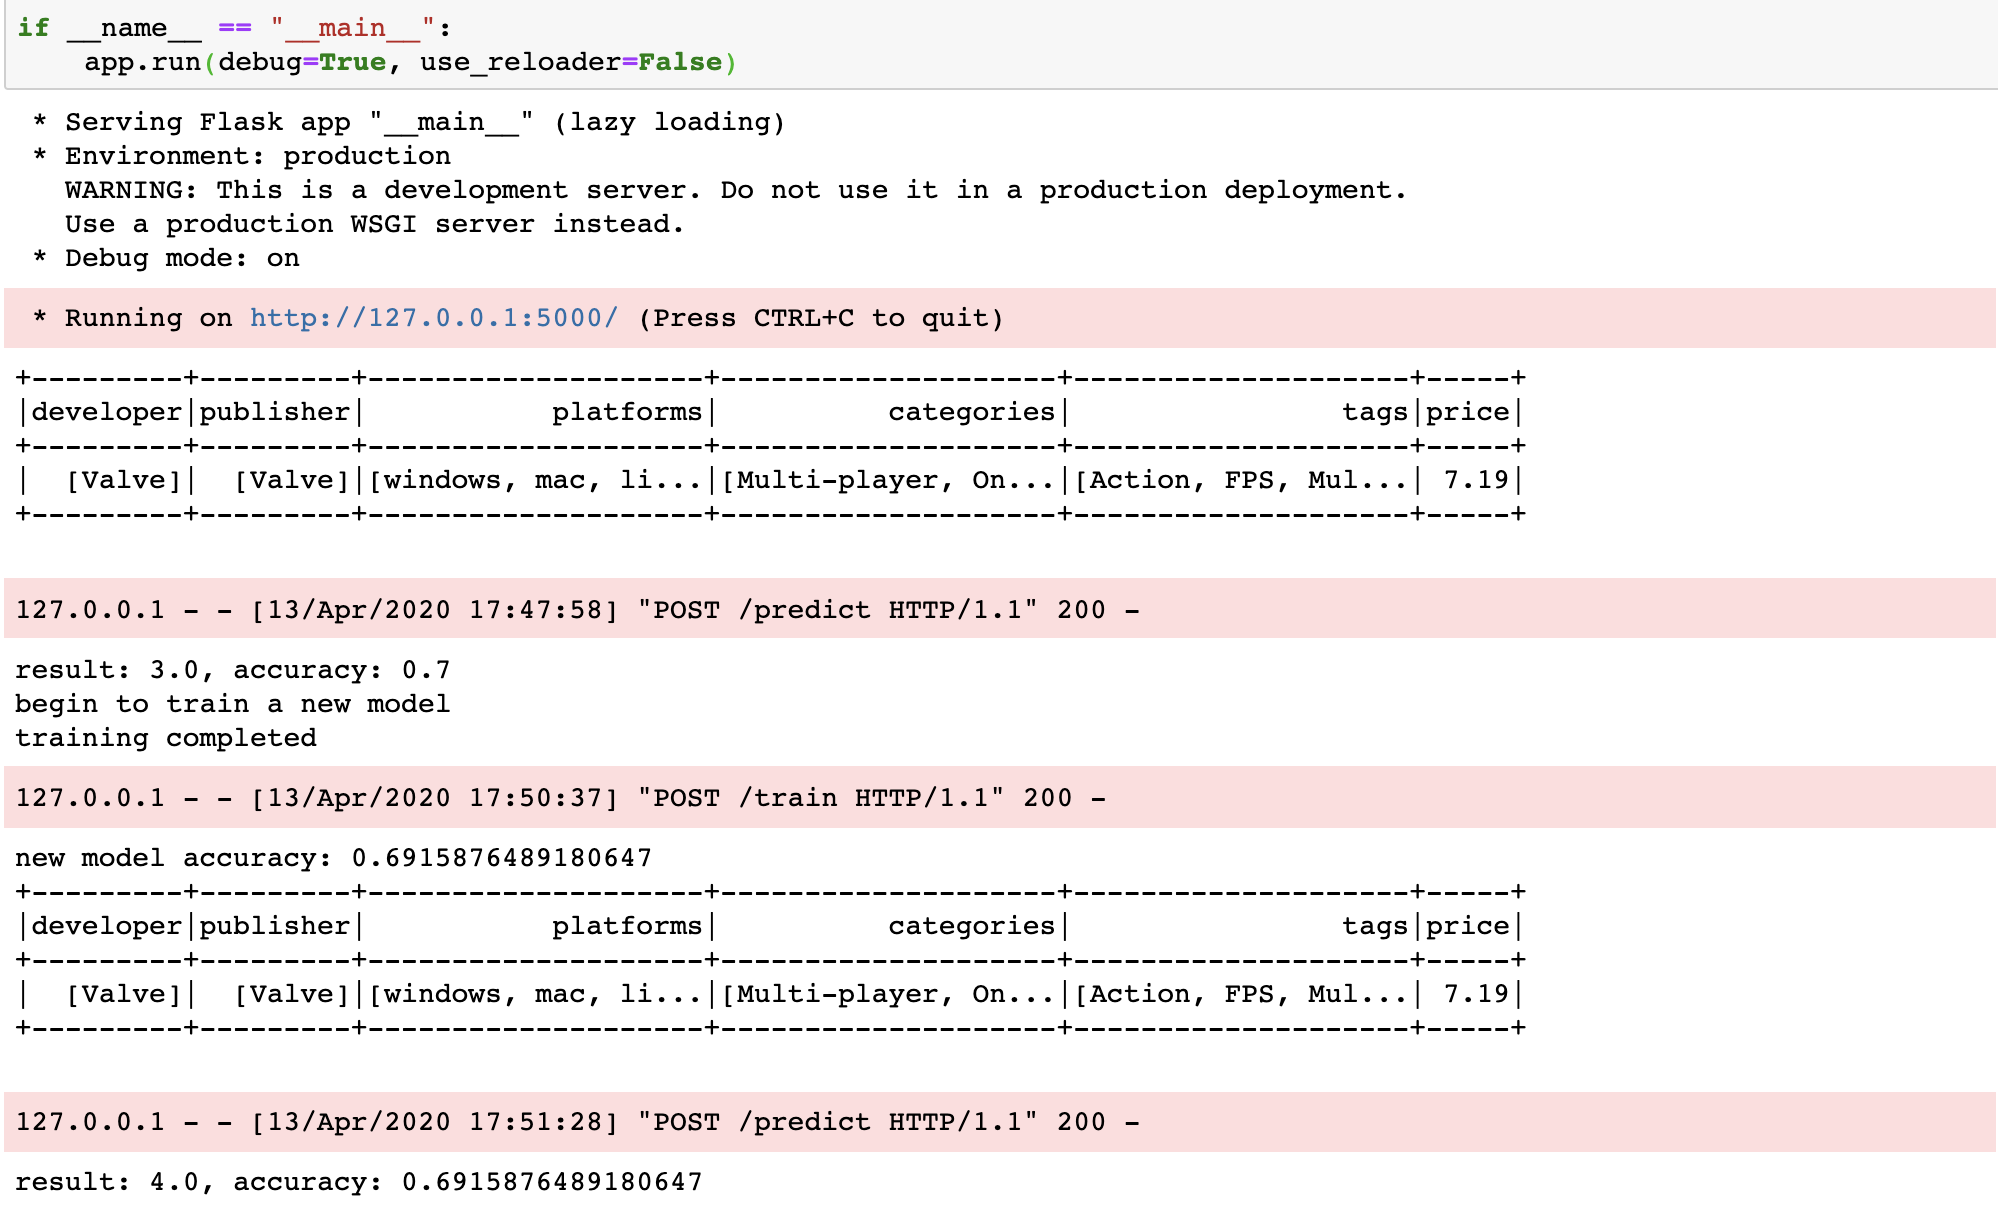 if __name__ == "__main__":
    app.run(debug=True, use_reloader=False)
 * Serving Flask app "__main__" (lazy loading)
 * Environment: production
   WARNING: This is a development server. Do not use it in a production deployment.
   Use a production WSGI server instead.
 * Debug mode: on
 * Running on http://127.0.0.1:5000/ (Press CTRL+C to quit)
+---------+---------+--------------------+--------------------+--------------------+-----+
|developer|publisher|           platforms|          categories|                tags|price|
+---------+---------+--------------------+--------------------+--------------------+-----+
|  [Valve]|  [Valve]|[windows, mac, li...|[Multi-player, On...|[Action, FPS, Mul...| 7.19|
+---------+---------+--------------------+--------------------+--------------------+-----+
127.0.0.1 - - [13/Apr/2020 17:47:58] "POST /predict HTTP/1.1" 200 -
result: 3.0, accuracy: 0.7
begin to train a new model
training completed
127.0.0.1 - - [13/Apr/2020 17:50:37] "POST /train HTTP/1.1" 200 -
new model accuracy: 0.6915876489180647
+---------+---------+--------------------+--------------------+--------------------+-----+
|developer|publisher|           platforms|          categories|                tags|price|
+---------+---------+--------------------+--------------------+--------------------+-----+
|  [Valve]|  [Valve]|[windows, mac, li...|[Multi-player, On...|[Action, FPS, Mul...| 7.19|
+---------+---------+--------------------+--------------------+--------------------+-----+
127.0.0.1 - - [13/Apr/2020 17:51:28] "POST /predict HTTP/1.1" 200 -
result: 4.0, accuracy: 0.6915876489180647